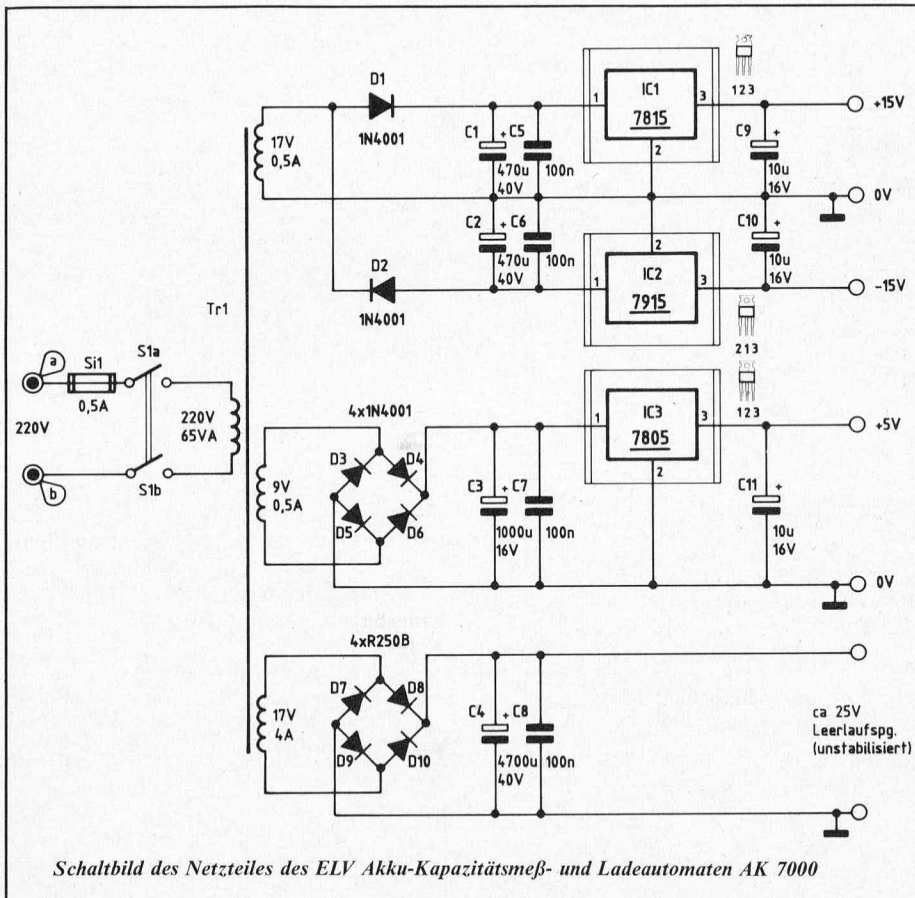 D1
1N4001
17V
0,5A
C1
+
C5
470u
40V
100n
1
IC1
7815
3
2
1 2 3
C9
+
10u
16V
+15V
0V
C2
+
C6
470u
40V
100n
D2
1N4001
2
1
IC2
7915
3
C10
+
10u
16V
-15V
2 1 3
Tr1
a
Si1
0,5A
S1a
220V
220V
65VA
b
S1b
4x1N4001
9V
0,5A
D3
D4
D5
D6
C3
+
C7
1000u
16V
100n
1
IC3
7805
3
2
1 2 3
C11
+
10u
16V
+5V
0V
4xR250B
17V
4A
D7
D8
D9
D10
C4
+
C8
4700u
40V
100n
ca 25V
Leerlaufspg.
(unstabilisiert)
Schaltbild des Netzteiles des ELV Akku-Kapazitätsmeß- und Ladeautomaten AK 7000